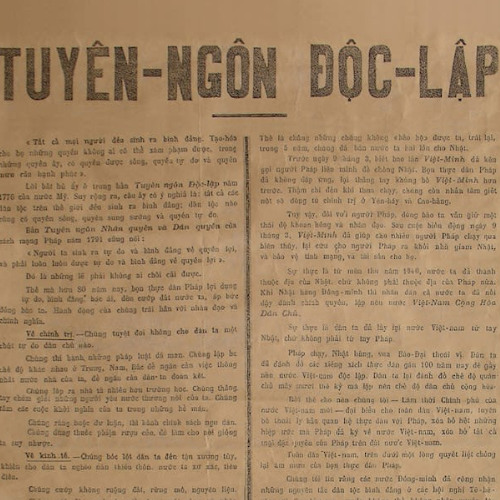 TUYÊN-NGÔN ĐỘC-LẬP
« Tất cả mọi người đều sinh ra bình đẳng. Tạo-hóa
cho họ những quyền không ai có thể xâm phạm được, trong
những quyền ấy, có quyền được sống, quyền tự do và quyền
mưu cầu hạnh phúc ».
Lời bất hủ ấy ở trong bản Tuyên ngôn Độc-lập năm
1776 của nước Mỹ. Suy rộng ra, câu ấy có ý nghĩa là: tất cả các
dân tộc trên thế giới đều sinh ra bình đẳng; dân tộc nào
cũng có quyền sống, quyền sung sướng và quyền tự do.
Bản Tuyên ngôn Nhân quyền và Dân quyền của
cách mạng Pháp năm 1791 cũng nói:
« Người ta sinh ra tự do và bình đẳng về quyền lợi,
và phải luôn luôn được tự do và bình đẳng về quyền lợi ».
Đó là những lẽ phải không ai chối cãi được.
Thế mà hơn 80 năm nay, bọn thực dân Pháp lợi dụng
lá cờ tự do, bình đẳng, bác ái, đến cướp đất nước ta, áp bức
đồng bào ta. Hành động của chúng trái hẳn với nhân đạo và
chính nghĩa.
Về chính trị.—Chúng tuyệt đối không cho dân ta một
chút tự do dân chủ nào.
Chúng thi hành những pháp luật dã man. Chúng lập ba
chế độ khác nhau ở Trung, Nam, Bắc để ngăn cản việc thống
nhất nước nhà của ta, để ngăn cản dân ta đoàn kết.
Chúng lập ra nhà tù nhiều hơn trường học. Chúng thẳng
tay chém giết những người yêu nước thương nòi của ta. Chúng
tắm các cuộc khởi nghĩa của ta trong những bể máu.
Chúng ràng buộc dư luận, thi hành chính sách ngu dân.
Chúng dùng thuốc phiện, rượu cồn, để làm cho nòi giống
ta suy nhược.
Về kinh tế.—Chúng bóc lột dân ta đến tận xương tủy,
khiến cho dân ta nghèo nàn thiếu thốn, nước ta xơ xác, tiêu
điều.
Chúng cướp không ruộng đất, rừng mỏ, nguyên liệu.
Thế là chúng chẳng những không « bảo hộ » được ta, trái lại,
trong 5 năm, chúng đã bán nước ta hai lần cho Nhật.
Trước ngày 9 tháng 3, biết bao lần Việt-Minh đã kêu
gọi người Pháp liên minh để chống Nhật. Bọn thực dân Pháp
đã không đáp ứng, lại thẳng tay khủng bố Việt-Minh hơn
trước. Thậm chí đến khi thua chạy, chúng còn nhẫn tâm giết
một số đông tù chính trị ở Yên-báy và Cao-bằng.
Tuy vậy, đối với người Pháp, đồng bào ta vẫn giữ một
thái độ khoan hồng và nhân đạo. Sau cuộc biến động ngày 9
tháng 3, Việt-Minh đã giúp cho nhiều người Pháp chạy qua
biên thùy, lại cứu cho người Pháp ra khỏi nhà giam Nhật,
và bảo vệ tính mạng, và tài sản cho họ.
Sự thực là từ mùa thu năm 1940, nước ta đã thành
thuộc địa của Nhật, chứ không phải thuộc địa của Pháp nữa.
Khi Nhật hàng Đồng-minh thì nhân dân cả nước ta đã nổi
dậy dành chính quyền, lập nên nước Việt-Nam Cộng Hòa
Dân Chủ.
Sự thực là dân ta đã lấy lại nước Việt-nam từ tay
Nhật, chứ không phải từ tay Pháp.
Pháp chạy, Nhật hàng, vua Bảo-Đại thoái vị. Dân ta
đã đánh đổ các xiềng xích thực dân gần 100 năm nay để gây
nên nước Việt-nam độc lập. Dân ta lại đánh đổ chế độ quân
chủ mấy mươi thế kỷ mà lập nên chế độ dân chủ cộng hòa.
Bởi thế cho nên chúng tôi — Lâm thời Chính-phủ của
nước Việt-nam mới — đại biểu cho toàn dân Việt-nam, tuyên
bố thoát ly hẳn quan hệ thực dân với Pháp, xóa bỏ hết những
hiệp ước mà Pháp đã ký về nước Việt-nam, xóa bỏ tất cả
mọi đặc quyền của Pháp trên đất nước Việt-nam.
Toàn dân Việt-nam, trên dưới một lòng quyết liệt chống
lại âm mưu của bọn thực dân Pháp.
Chúng tôi tin rằng các nước Đồng-minh đã công nhận
những nguyên tắc dân tộc bình đẳng ở các hội nghị Tê-hê-